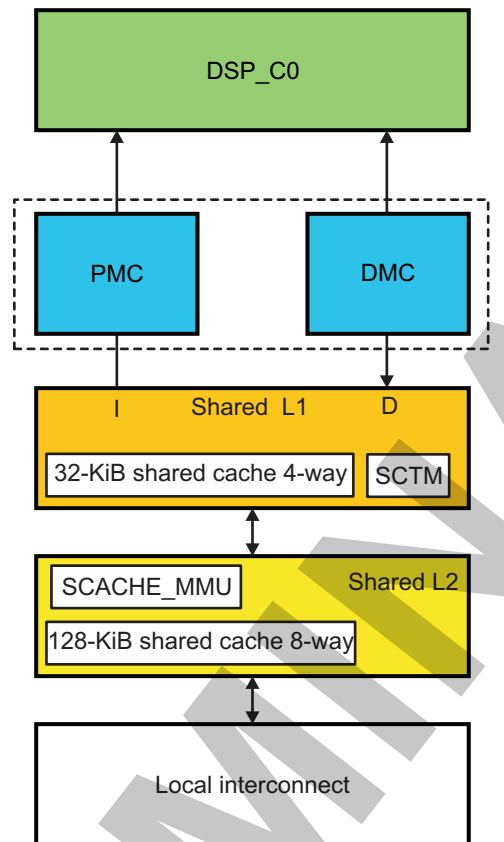 DSP_C0
PMC
DMC
I Shared L1 D
32-KiB shared cache 4-way
SCTM
SCACHE_MMU
Shared L2
128-KiB shared cache 8-way
Local interconnect